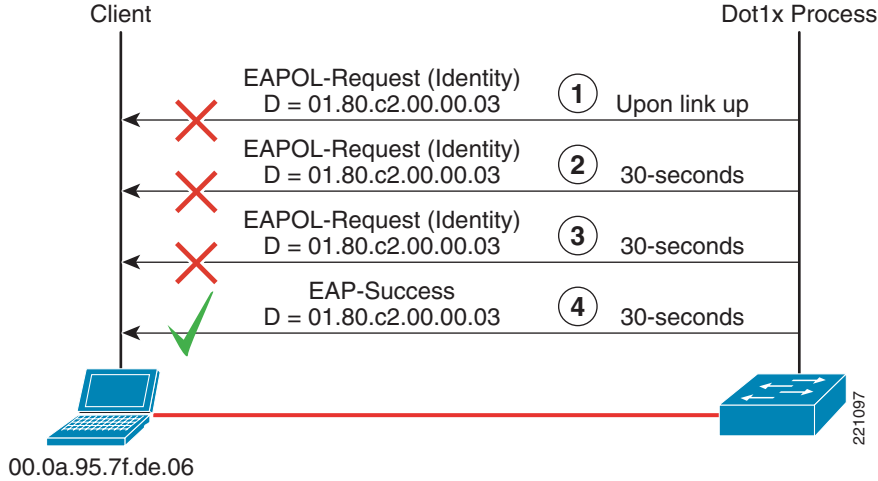 Client
Dot1x Process
EAPOL-Request (Identity)
D = 01.80.c2.00.00.03
1
Upon link up
EAPOL-Request (Identity)
D = 01.80.c2.00.00.03
2
30-seconds
EAPOL-Request (Identity)
D = 01.80.c2.00.00.03
3
30-seconds
EAP-Success
D = 01.80.c2.00.00.03
4
30-seconds
221097
00.0a.95.7f.de.06